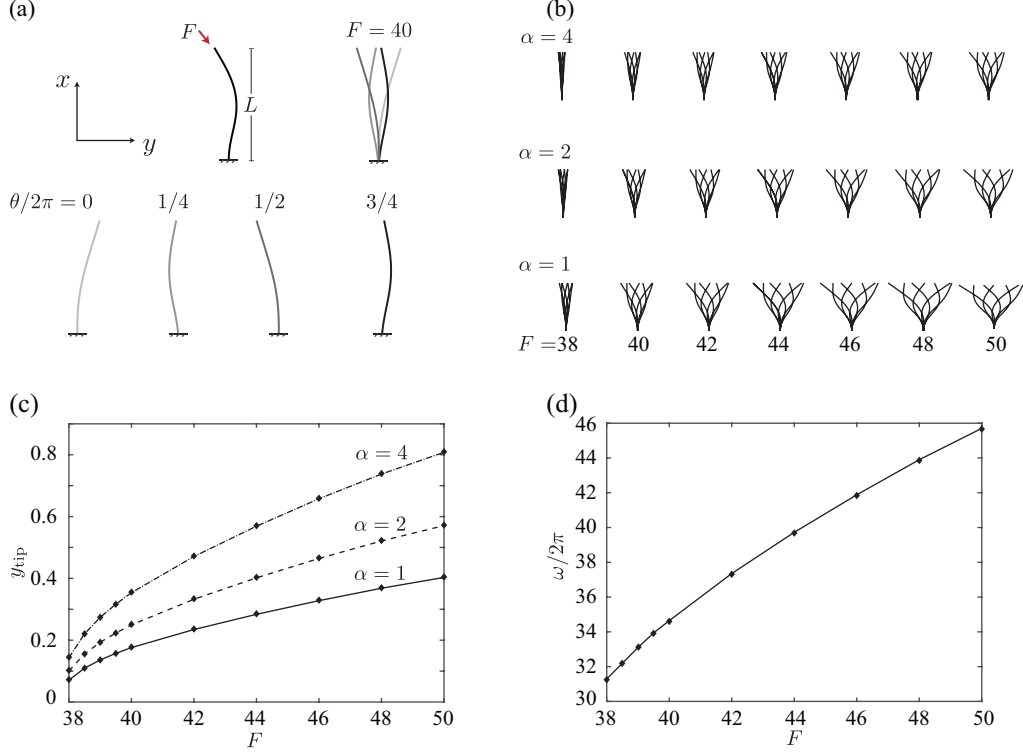 (a)
F
F = 40
x
L
y
θ/2π = 0 1/4 1/2 3/4
(b)
α = 4
α = 2
α = 1
F = 38 40 42 44 46 48 50
(c)
0.8
0.6
0.4
0.2
0
y_tip
α = 4
α = 2
α = 1
38 40 42 44 46 48 50
F
(d)
46
44
42
40
38
36
34
32
30
ω/2π
38 40 42 44 46 48 50
F